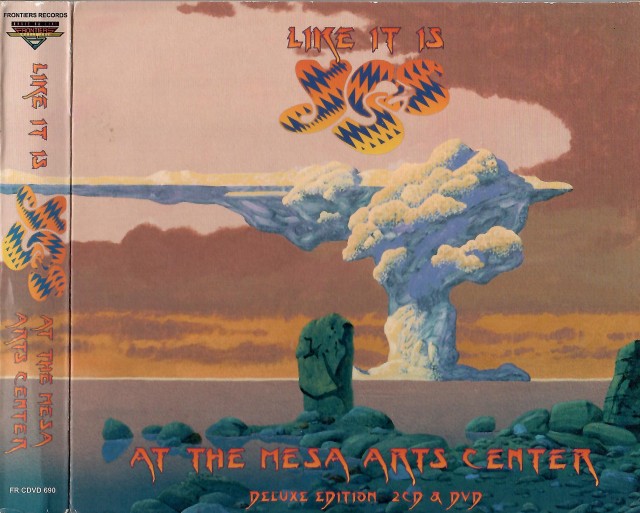 FRONTIERS RECORDS
FRONTIERS
LIKE IT IS
YES
AT THE MESA
ARTS CENTER
FR CDVD 690
LIKE IT IS
YES
AT THE MESA ARTS CENTER
DELUXE EDITION 2CD & DVD